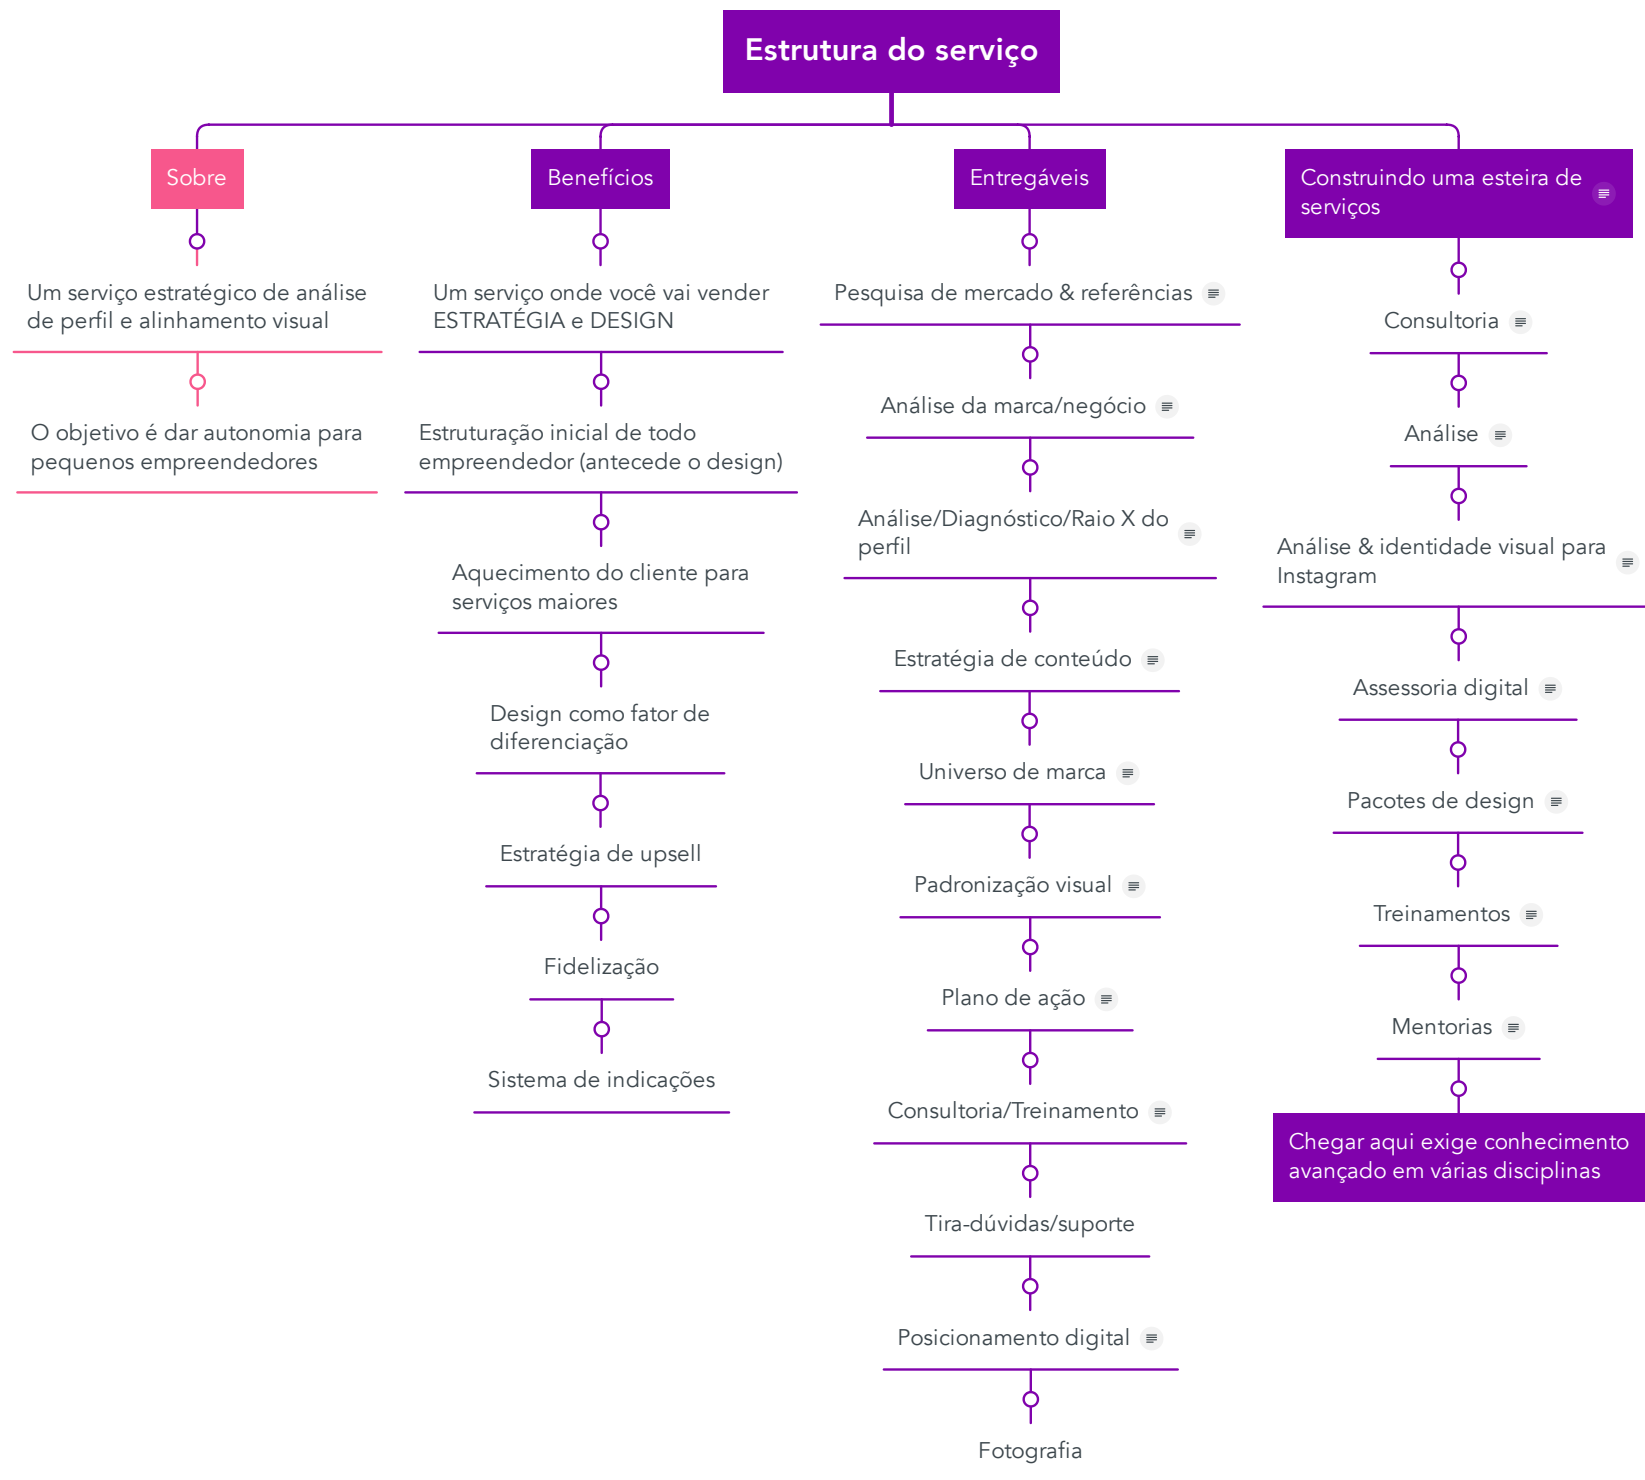 Estrutura do serviço
Sobre
Um serviço estratégico de análise
de perfil e alinhamento visual
O objetivo é dar autonomia para
pequenos empreendedores
Benefícios
Um serviço onde você vai vender
ESTRATÉGIA e DESIGN
Estruturação inicial de todo
empreendedor (antecede o design)
Aquecimento do cliente para
serviços maiores
Design como fator de
diferenciação
Estratégia de upsell
Fidelização
Sistema de indicações
Entregáveis
Pesquisa de mercado & referências
Análise da marca/negócio
Análise/Diagnóstico/Raio X do
perfil
Estratégia de conteúdo
Universo de marca
Padronização visual
Plano de ação
Consultoria/Treinamento
Tira-dúvidas/suporte
Posicionamento digital
Fotografia
Construindo uma esteira de
serviços
Consultoria
Análise
Análise & identidade visual para
Instagram
Assessoria digital
Pacotes de design
Treinamentos
Mentorias
Chegar aqui exige conhecimento
avançado em várias disciplinas